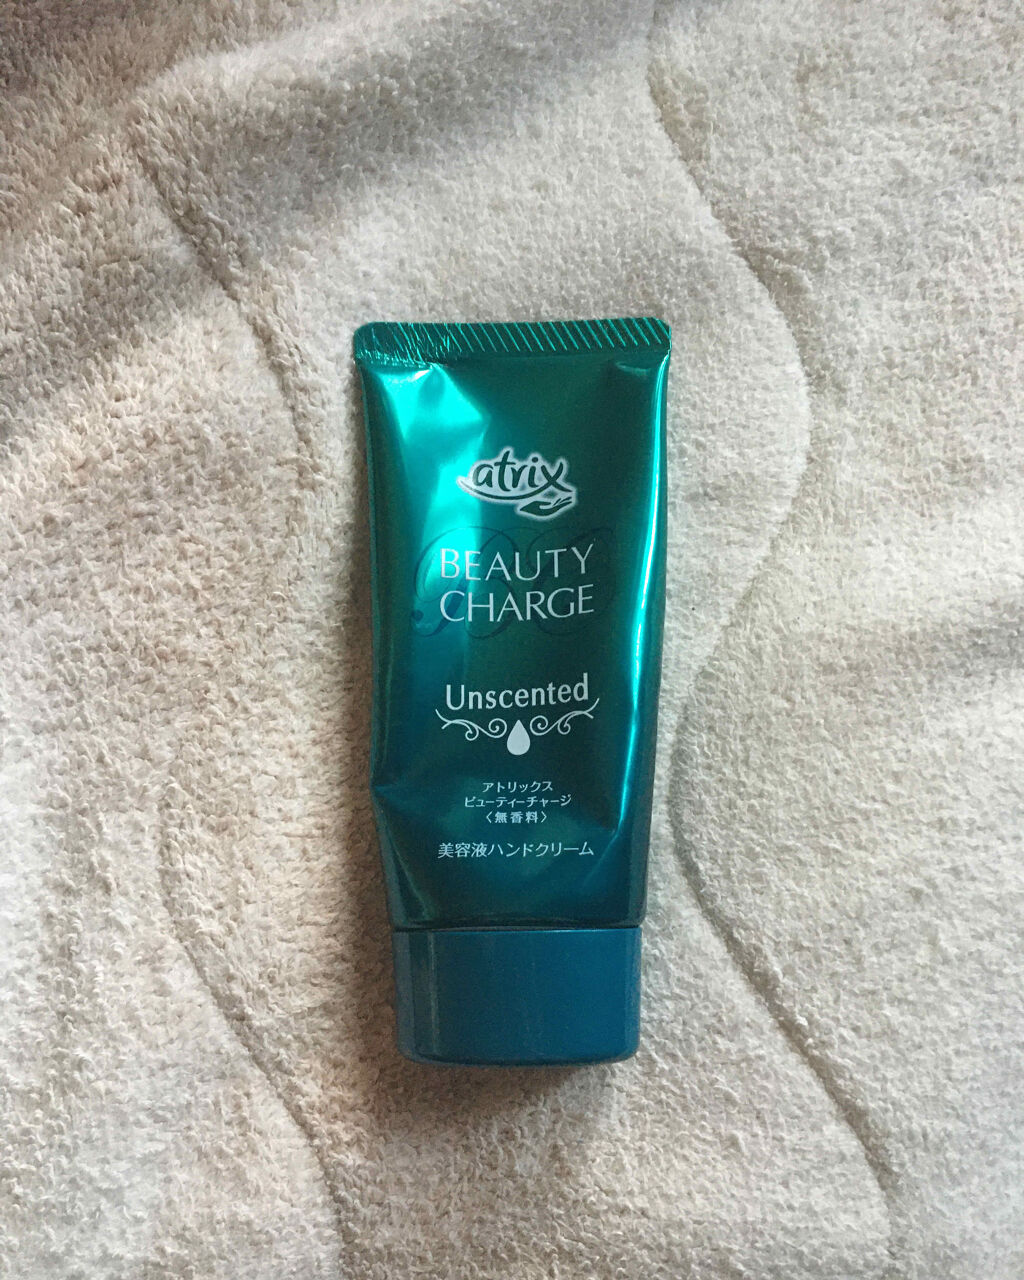 atrix
BEAUTY
CHARGE
Unscented
アトリックス
ビューティーチャージ
〈無香料〉
美容液ハンドクリーム